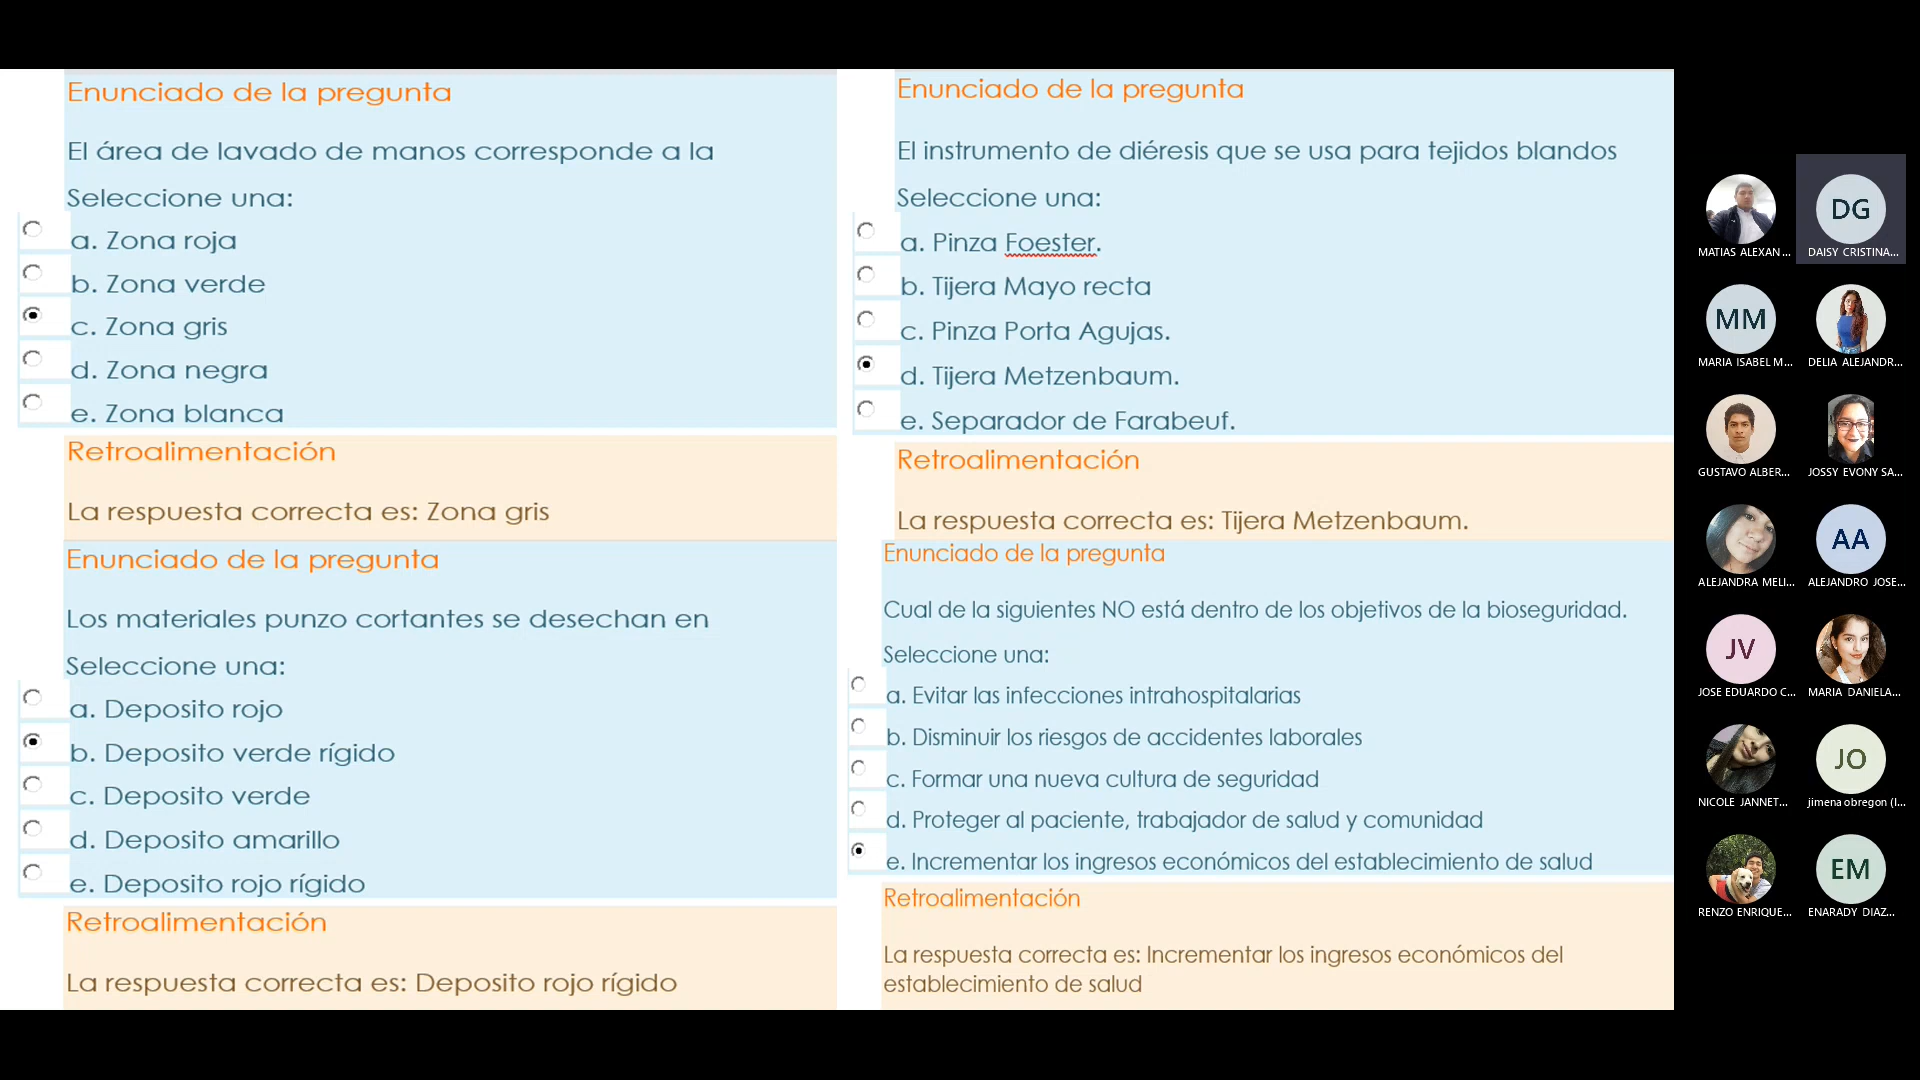 Enunciado de la pregunta
El área de lavado de manos corresponde a la
Seleccione una:
a. Zona roja
b. Zona verde
c. Zona gris
d. Zona negra
e. Zona blanca
Retroalimentación
La respuesta correcta es: Zona gris
Enunciado de la pregunta
Los materiales punzo cortantes se desechan en
Seleccione una:
a. Deposito rojo
b. Deposito verde rígido
c. Deposito verde
d. Deposito amarillo
e. Deposito rojo rígido
Retroalimentación
La respuesta correcta es: Deposito rojo rígido
Enunciado de la pregunta
El instrumento de diéresis que se usa para tejidos blandos
Seleccione una:
a. Pinza Foester.
b. Tijera Mayo recta
c. Pinza Porta Agujas.
d. Tijera Metzenbaum.
e. Separador de Farabeuf.
Retroalimentación
La respuesta correcta es: Tijera Metzenbaum.
Enunciado de la pregunta
Cual de la siguientes NO está dentro de los objetivos de la bioseguridad.
Seleccione una:
a. Evitar las infecciones intrahospitalarias
b. Disminuir los riesgos de accidentes laborales
c. Formar una nueva cultura de seguridad
d. Proteger al paciente, trabajador de salud y comunidad
e. Incrementar los ingresos económicos del establecimiento de salud
Retroalimentación
La respuesta correcta es: Incrementar los ingresos económicos del
establecimiento de salud
DG
MATIAS ALEXAN...
DAISY CRISTINA...
MM
MARIA ISABEL M...
DELIA ALEJANDR...
GUSTAVO ALBER...
JOSSY EVONY SA...
AA
ALEJANDRA MELI...
ALEJANDRO JOSE...
JV
JOSE EDUARDO C...
MARIA DANIELA...
JO
NICOLE JANNET...
jimena obregon (I...
EM
RENZO ENRIQUE...
ENARADY DIAZ...